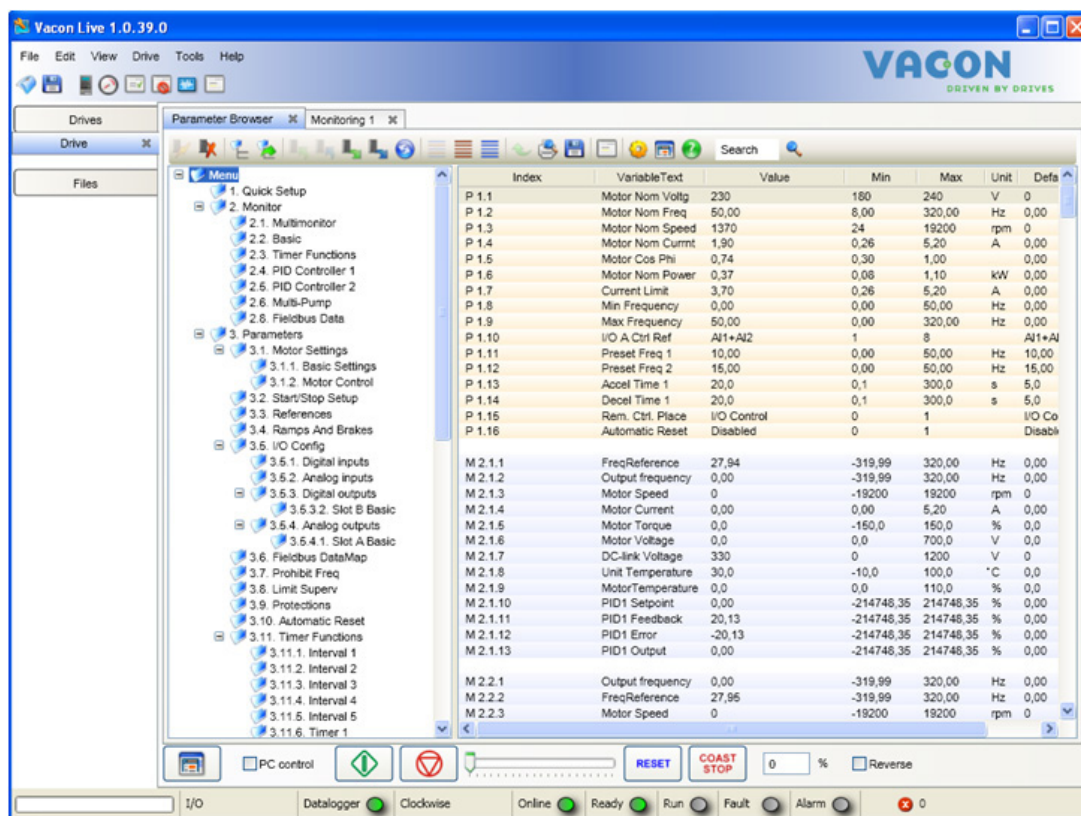 Vacon Live 1.0.39.0
File Edit View Drive Tools Help
VACON
DRIVEN BY DRIVES
Drives
Drive
Files
Parameter Browser Monitoring 1
Search
Menu
1. Quick Setup
2. Monitor
2.1. Multimonitor
2.2. Basic
2.3. Timer Functions
2.4. PID Controller 1
2.5. PID Controller 2
2.6. Multi-Pump
2.8. Fieldbus Data
3. Parameters
3.1. Motor Settings
3.1.1. Basic Settings
3.1.2. Motor Control
3.2. Start/Stop Setup
3.3. References
3.4. Ramps And Brakes
3.5. I/O Config
3.5.1. Digital inputs
3.5.2. Analog inputs
3.5.3. Digital outputs
3.5.3.2. Slot B Basic
3.5.4. Analog outputs
3.5.4.1. Slot A Basic
3.6. Fieldbus DataMap
3.7. Prohibit Freq
3.8. Limit Superv
3.9. Protections
3.10. Automatic Reset
3.11. Timer Functions
3.11.1. Interval 1
3.11.2. Interval 2
3.11.3. Interval 3
3.11.4. Interval 4
3.11.5. Interval 5
3.11.6. Timer 1
Index VariableText Value Min Max Unit Defa
P 1.1 Motor Nom Voltg 230 180 240 V 0
P 1.2 Motor Nom Freq 50,00 8,00 320,00 Hz 0,00
P 1.3 Motor Nom Speed 1370 24 19200 rpm 0
P 1.4 Motor Nom Currnt 1,90 0,26 5,20 A 0,00
P 1.5 Motor Cos Phi 0,74 0,30 1,00 0,00
P 1.6 Motor Nom Power 0,37 0,08 1,10 kW 0,00
P 1.7 Current Limit 3,70 0,26 5,20 A 0,00
P 1.8 Min Frequency 0,00 0,00 50,00 Hz 0,00
P 1.9 Max Frequency 50,00 0,00 320,00 Hz 0,00
P 1.10 I/O A Ctrl Ref AI1+AI2 1 8 AI1+AI
P 1.11 Preset Freq 1 10,00 0,00 50,00 Hz 10,00
P 1.12 Preset Freq 2 15,00 0,00 50,00 Hz 15,00
P 1.13 Accel Time 1 20,0 0,1 300,0 s 5,0
P 1.14 Decel Time 1 20,0 0,1 300,0 s 5,0
P 1.15 Rem. Ctrl. Place I/O Control 0 1 I/O Co
P 1.16 Automatic Reset Disabled 0 1 Disabl
M 2.1.1 FreqReference 27,94 -319,99 320,00 Hz 0,00
M 2.1.2 Output frequency 0,00 -319,99 320,00 Hz 0,00
M 2.1.3 Motor Speed 0 -19200 19200 rpm 0
M 2.1.4 Motor Current 0,00 0,00 5,20 A 0,00
M 2.1.5 Motor Torque 0,0 -150,0 150,0 % 0,0
M 2.1.6 Motor Voltage 0,0 0,0 700,0 V 0,0
M 2.1.7 DC-link Voltage 330 0 1200 V 0
M 2.1.8 Unit Temperature 30,0 -10,0 100,0 °C 0,0
M 2.1.9 MotorTemperature 0,0 0,0 110,0 % 0,0
M 2.1.10 PID1 Setpoint 0,00 -214748,35 214748,35 % 0,00
M 2.1.11 PID1 Feedback 20,13 -214748,35 214748,35 % 0,00
M 2.1.12 PID1 Error -20,13 -214748,35 214748,35 % 0,00
M 2.1.13 PID1 Output 0,00 -214748,35 214748,35 % 0,00
M 2.2.1 Output frequency 0,00 -319,99 320,00 Hz 0,00
M 2.2.2 FreqReference 27,95 -319,99 320,00 Hz 0,00
M 2.2.3 Motor Speed 0 -19200 19200 rpm 0
PC control RESET COAST STOP 0 % Reverse
I/O Datalogger Clockwise Online Ready Run Fault Alarm 0